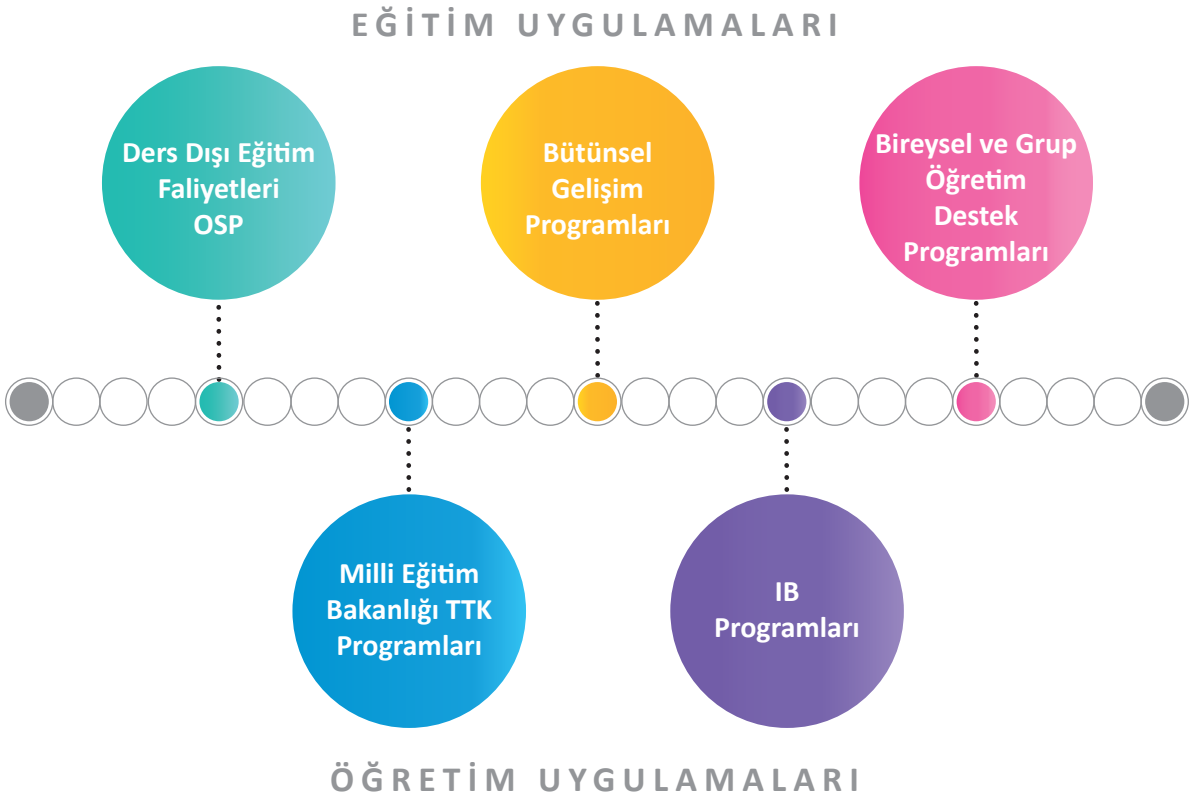 EĞİTİM UYGULAMALARI
Ders Dışı Eğitim
Faliyetleri
OSP
Bütünsel
Gelişim
Programları
Bireysel ve Grup
Öğretim
Destek
Programları
Milli Eğitim
Bakanlığı TTK
Programları
IB
Programları
ÖĞRETİM UYGULAMALARI